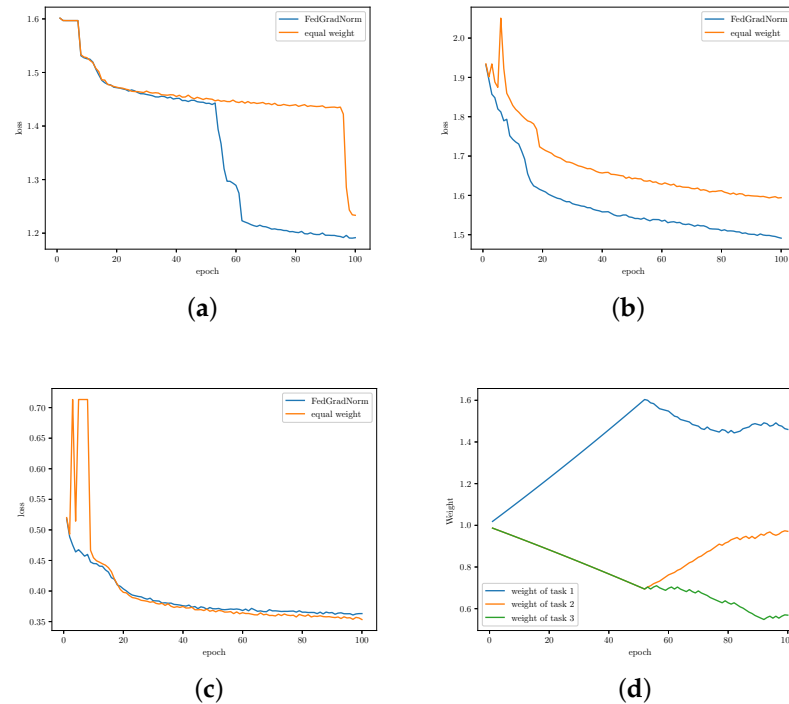 FedGradNorm
equal weight
1.6
1.5
1.4
1.3
1.2
loss
0
20
40
60
80
100
epoch
(a)
FedGradNorm
equal weight
2.0
1.9
1.8
1.7
1.6
1.5
loss
0
20
40
60
80
100
epoch
(b)
FedGradNorm
equal weight
0.70
0.65
0.60
0.55
0.50
0.45
0.40
0.35
loss
0
20
40
60
80
100
epoch
(c)
1.6
1.4
1.2
1.0
0.8
0.6
Weight
weight of task 1
weight of task 2
weight of task 3
0
20
40
60
80
100
epoch
(d)